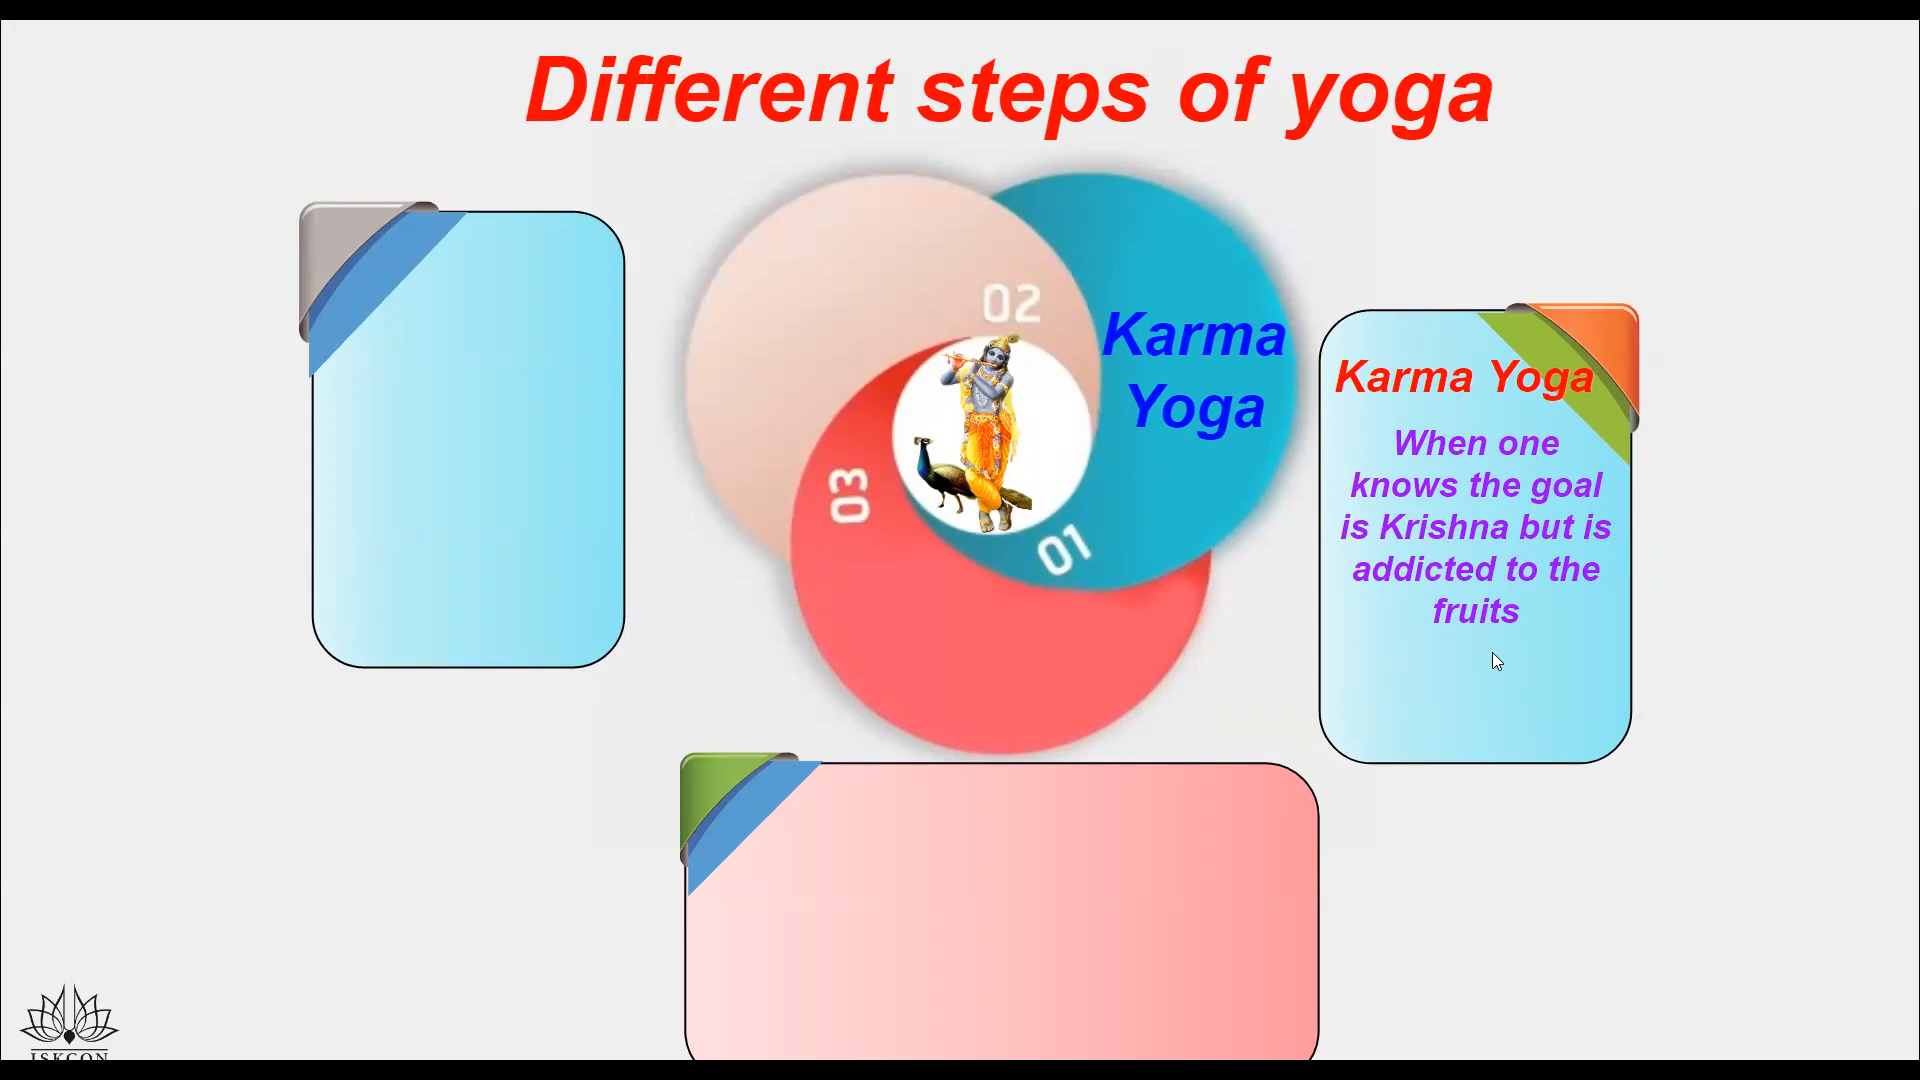 Different steps of yoga
02
Karma
Yoga
03
01
Karma Yoga
When one
knows the goal
is Krishna but is
addicted to the
fruits
ISKCON